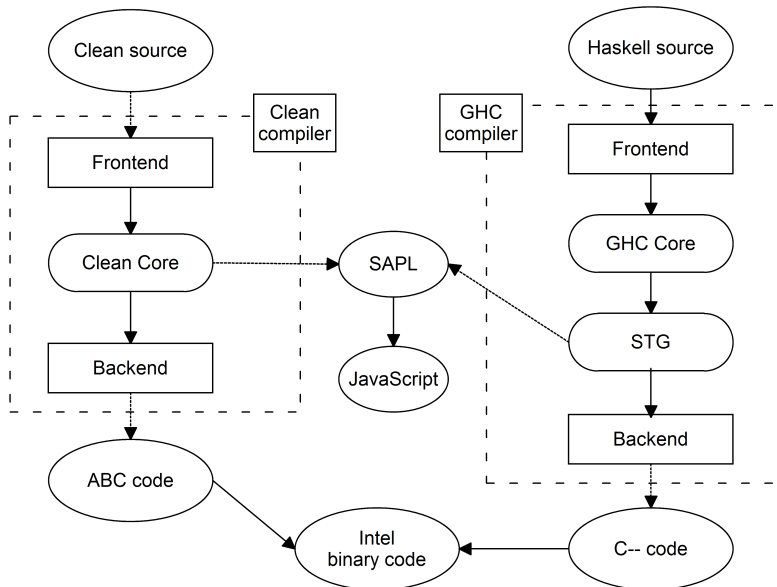 Clean source
Haskell source
Clean
compiler
GHC
compiler
Frontend
Frontend
Clean Core
SAPL
GHC Core
STG
Backend
JavaScript
Backend
ABC code
Intel
binary code
C-- code